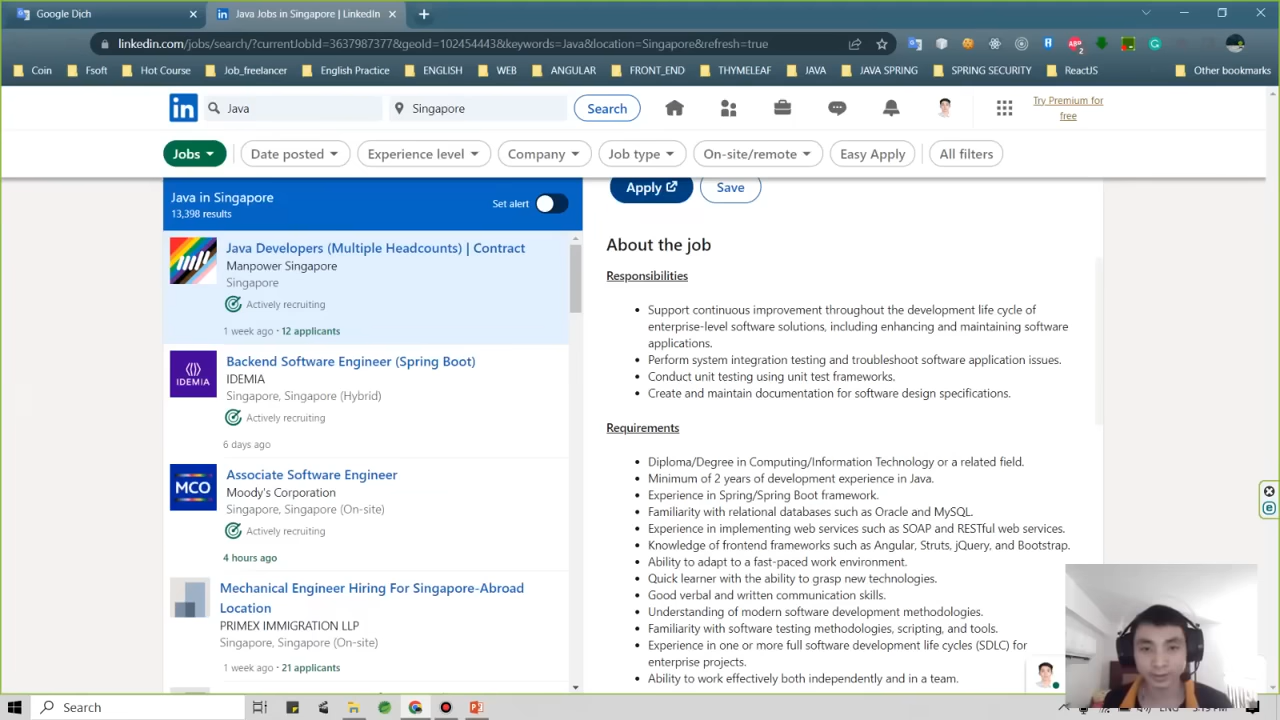 Google Dịch
Java Jobs in Singapore | LinkedIn
linkedin.com/jobs/search/?currentJobId=3637987377&geoId=102454443&keywords=Java&location=Singapore&refresh=true
Coin
Fsoft
Hot Course
Job_freelancer
English Practice
ENGLISH
WEB
ANGULAR
FRONT_END
THYMELEAF
JAVA
JAVA SPRING
SPRING SECURITY
ReactJS
Other bookmarks
Java
Singapore
Search
Try Premium for
free
Jobs
Date posted
Experience level
Company
Job type
On-site/remote
Easy Apply
All filters
Java in Singapore
13,398 results
Set alert
Java Developers (Multiple Headcounts) | Contract
Manpower Singapore
Singapore
Actively recruiting
1 week ago · 12 applicants
IDEMIA
Backend Software Engineer (Spring Boot)
IDEMIA
Singapore, Singapore (Hybrid)
Actively recruiting
6 days ago
MCO
Associate Software Engineer
Moody's Corporation
Singapore, Singapore (On-site)
Actively recruiting
4 hours ago
Mechanical Engineer Hiring For Singapore-Abroad
Location
PRIMEX IMMIGRATION LLP
Singapore, Singapore (On-site)
1 week ago · 21 applicants
Apply
Save
About the job
Responsibilities
• Support continuous improvement throughout the development life cycle of
enterprise-level software solutions, including enhancing and maintaining software
applications.
• Perform system integration testing and troubleshoot software application issues.
• Conduct unit testing using unit test frameworks.
• Create and maintain documentation for software design specifications.
Requirements
• Diploma/Degree in Computing/Information Technology or a related field.
• Minimum of 2 years of development experience in Java.
• Experience in Spring/Spring Boot framework.
• Familiarity with relational databases such as Oracle and MySQL.
• Experience in implementing web services such as SOAP and RESTful web services.
• Knowledge of frontend frameworks such as Angular, Struts, jQuery, and Bootstrap.
• Ability to adapt to a fast-paced work environment.
• Quick learner with the ability to grasp new technologies.
• Good verbal and written communication skills.
• Understanding of modern software development methodologies.
• Familiarity with software testing methodologies, scripting, and tools.
• Experience in one or more full software development life cycles (SDLC) for
enterprise projects.
• Ability to work effectively both independently and in a team.
Search